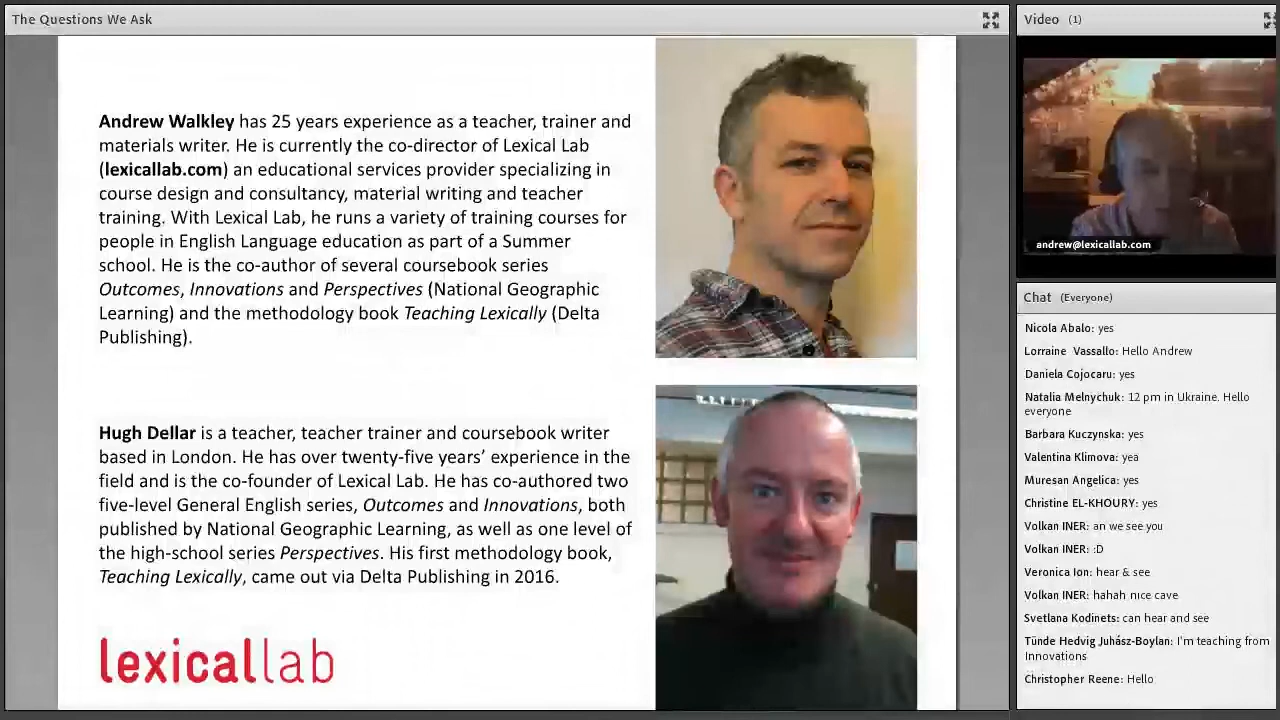 The Questions We Ask
Andrew Walkley has 25 years experience as a teacher, trainer and
materials writer. He is currently the co-director of Lexical Lab
(lexicallab.com) an educational services provider specializing in
course design and consultancy, material writing and teacher
training. With Lexical Lab, he runs a variety of training courses for
people in English Language education as part of a Summer
school. He is the co-author of several coursebook series
Outcomes, Innovations and Perspectives (National Geographic
Learning) and the methodology book Teaching Lexically (Delta
Publishing).
Hugh Dellar is a teacher, teacher trainer and coursebook writer
based in London. He has over twenty-five years’ experience in the
field and is the co-founder of Lexical Lab. He has co-authored two
five-level General English series, Outcomes and Innovations, both
published by National Geographic Learning, as well as one level of
the high-school series Perspectives. His first methodology book,
Teaching Lexically, came out via Delta Publishing in 2016.
lexicallab
Video (1)
andrew@lexicallab.com
Chat (Everyone)
Nicola Abalo: yes
Lorraine Vassallo: Hello Andrew
Daniela Cojocaru: yes
Natalia Melnychuk: 12 pm in Ukraine. Hello
everyone
Barbara Kuczynska: yes
Valentina Klimova: yea
Muresan Angelica: yes
Christine EL-KHOURY: yes
Volkan INER: an we see you
Volkan INER: :D
Veronica Ion: hear & see
Volkan INER: hahah nıce cave
Svetlana Kodinets: can hear and see
Tünde Hedvig Juhász-Boylan: I'm teaching from
Innovations
Christopher Reene: Hello